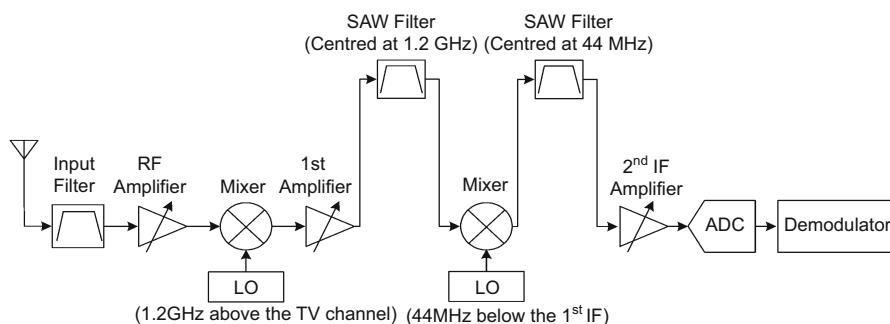 SAW Filter
(Centred at 1.2 GHz)
SAW Filter
(Centred at 44 MHz)
Input
Filter
RF
Amplifier
Mixer
1st
Amplifier
Mixer
2nd IF
Amplifier
ADC
Demodulator
LO
(1.2GHz above the TV channel)
LO
(44MHz below the 1st IF)